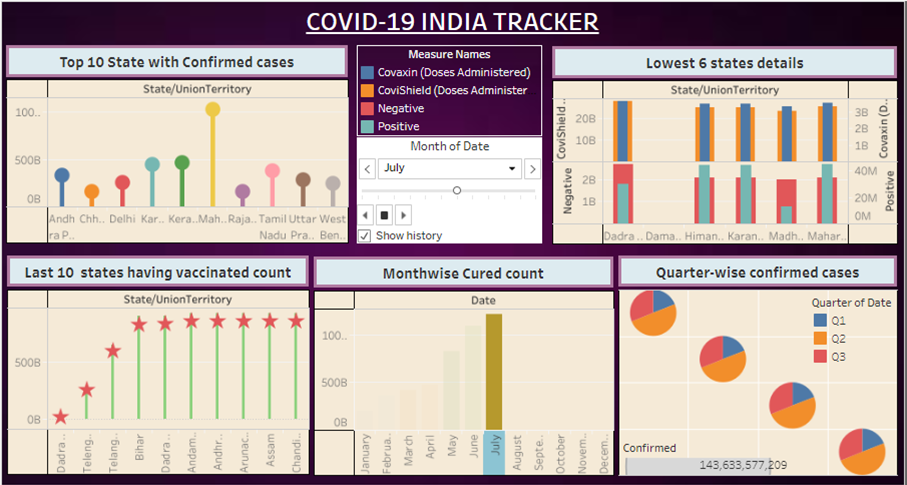 COVID-19 INDIA TRACKER
Top 10 State with Confirmed cases
State/UnionTerritory
100..
500B
0B
Andh Chh.. Delhi Kar.. Kera.. Mah.. Raja.. Tamil Uttar West
ra P.. Nadu Pra.. Ben..
Measure Names
Covaxin (Doses Administered)
CoviShield (Doses Administer
Negative
Positive
Month of Date
July
Show history
Lowest 6 states details
State/UnionTerritory
CoviShield ..
20B
10B
3B
2B
1B
Covaxin (D..
Negative
2B
1B
40M
20M
0M
Positive
Dadra .. Dama.. Himan.. Karan.. Madh.. Mahar..
Last 10 states having vaccinated count
State/UnionTerritory
500B
0B
Dadra .. Teleng.. Telang.. Bihar Dadra .. Andam.. Andhr.. Arunac.. Assam Chandi..
Monthwise Cured count
Date
100..
500B
0B
January Februa.. March April May June July August Septe.. October Novem.. Decem..
Quarter-wise confirmed cases
Quarter of Date
Q1
Q2
Q3
Confirmed
143,633,577,209